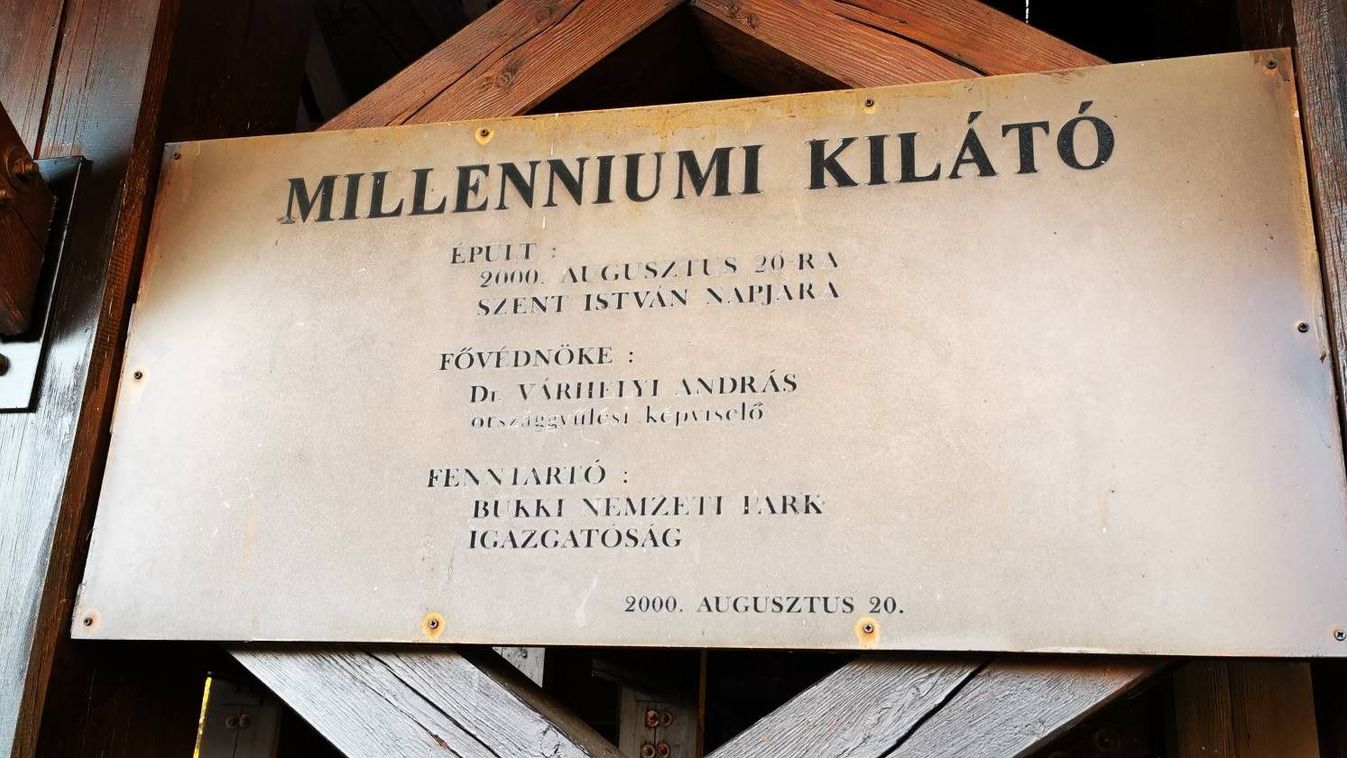 MILLENNIUMI KILÁTÓ
ÉPÜLT :
2000. AUGUSZTUS 20-RA
SZENT ISTVÁN NAPJÁRA
FŐVÉDNÖKE :
Dr. VÁRHELYI ANDRÁS
országgyűlési képviselő
FENNTARTÓ :
BÜKKI NEMZETI PARK
IGAZGATÓSÁG
2000. AUGUSZTUS 20.